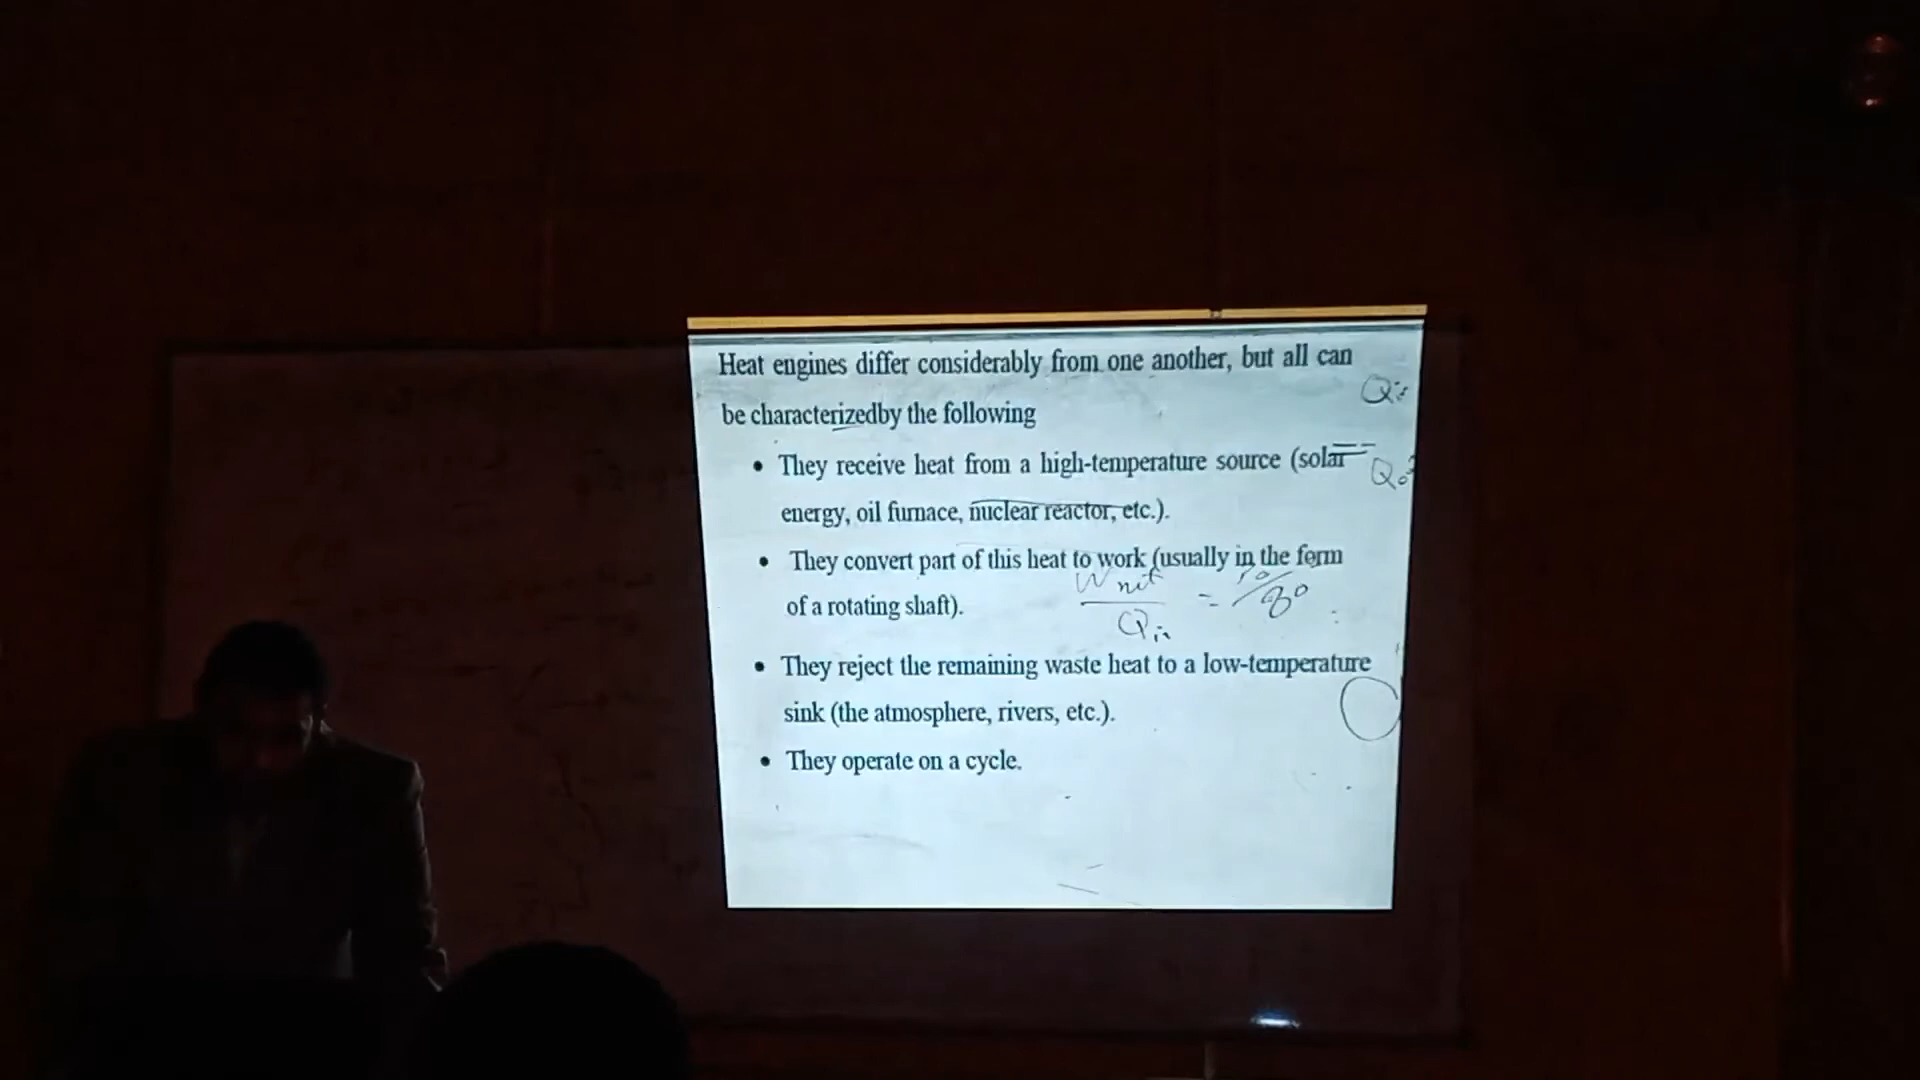 Heat engines differ considerably from one another, but all can
be characterizedby the following
• They receive heat from a high-temperature source (solar
energy, oil furnace, nuclear reactor, etc.).
• They convert part of this heat to work (usually in the form
of a rotating shaft).
W net
Q in
=
• They reject the remaining waste heat to a low-temperature
sink (the atmosphere, rivers, etc.).
• They operate on a cycle.